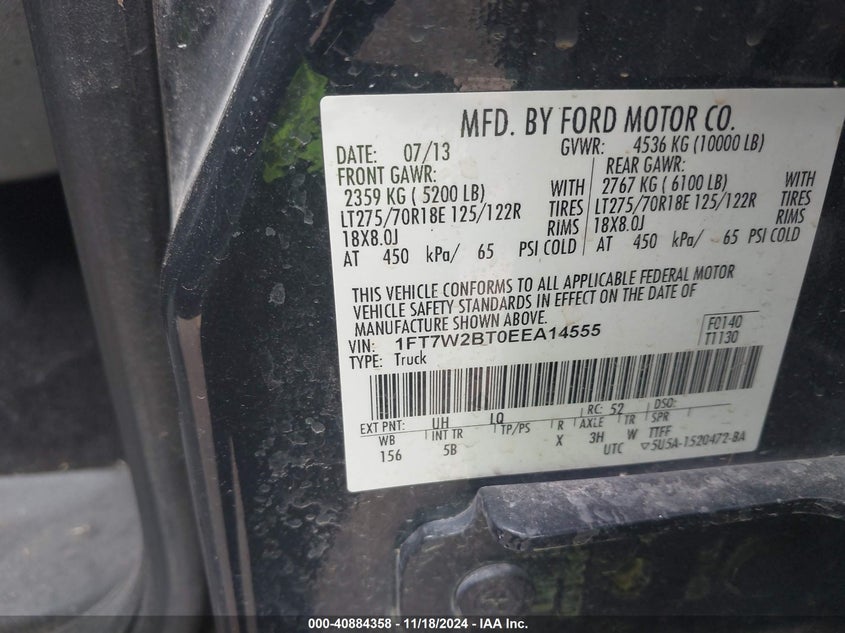 MFD. BY FORD MOTOR CO.
DATE: 07/13 GVWR: 4536 KG (10000 LB)
FRONT GAWR: REAR GAWR:
2359 KG (5200 LB) WITH 2767 KG (6100 LB) WITH
LT275/70R18E 125/122R TIRES LT275/70R18E 125/122R TIRES
18X8.0J RIMS 18X8.0J RIMS
AT 450 kPa/ 65 PSI COLD AT 450 kPa/ 65 PSI COLD
THIS VEHICLE CONFORMS TO ALL APPLICABLE FEDERAL MOTOR
VEHICLE SAFETY STANDARDS IN EFFECT ON THE DATE OF
MANUFACTURE SHOWN ABOVE.
VIN: 1FT7W2BT0EEA14555 F0140
TYPE: Truck T1130
RC: 52 DSO:
EXT PNT: UH LQ
WB INT TR TP/PS R AXLE TR SPR
156 5B X 3H W TTFF
UTC ▽5U5A-1520472-BA
000-40884358 - 11/18/2024 - IAA Inc.